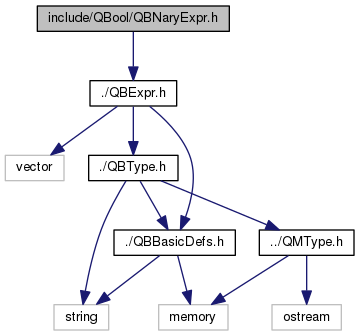 include/QBool/QBNaryExpr.h
./QBExpr.h
vector
./QBType.h
./QBBasicDefs.h
../QMType.h
string
memory
ostream